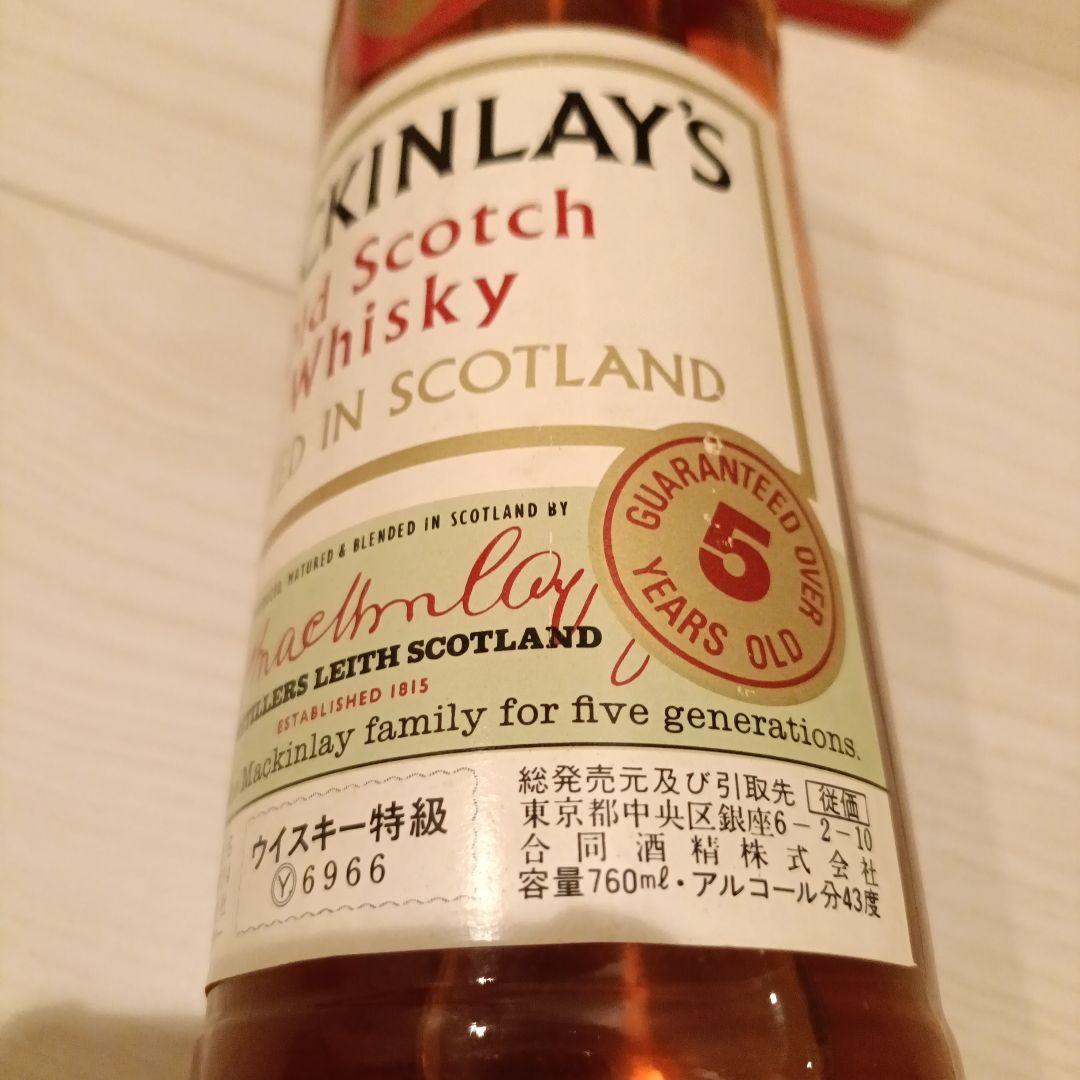 CKINLAY'S
Scotch
Whisky
IN SCOTLAND
MATURED & BLENDED IN SCOTLAND BY
LEITH SCOTLAND
ESTABLISHED 1815
Mackinlay family for five generations.
GUARANTEED OVER
5
YEARS OLD
ウイスキー特級
Ⓨ6966
総発売元及び引取先 従価
東京都中央区銀座6-2-10
合同酒精株式会社
容量760ml・アルコール分43度